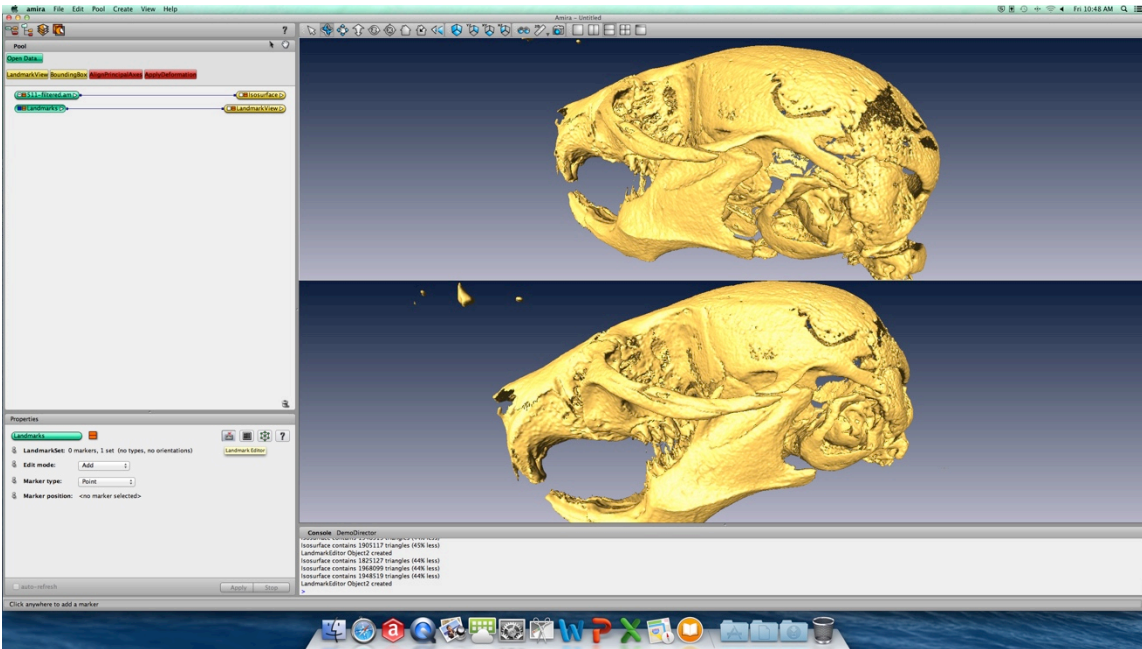 amira File Edit Pool Create View Help
Fri 10:48 AM
Amira - Untitled
?
Pool
Open Data...
LandmarkView BoundingBox AlignPrincipalAxes ApplyDeformation
511-filtered.am Isosurface
Landmarks LandmarkView
Properties
Landmarks
?
LandmarkSet: 0 markers, 1 set (no types, no orientations)
Landmark Editor
Edit mode: Add
Marker type: Point
Marker position: <no marker selected>
auto-refresh Apply Stop
Click anywhere to add a marker
Console DemoDirector
Isosurface contains 1905117 triangles (45% less)
LandmarkEditor Object2 created
Isosurface contains 1825127 triangles (44% less)
Isosurface contains 1968099 triangles (44% less)
Isosurface contains 1948519 triangles (44% less)
LandmarkEditor Object2 created
>